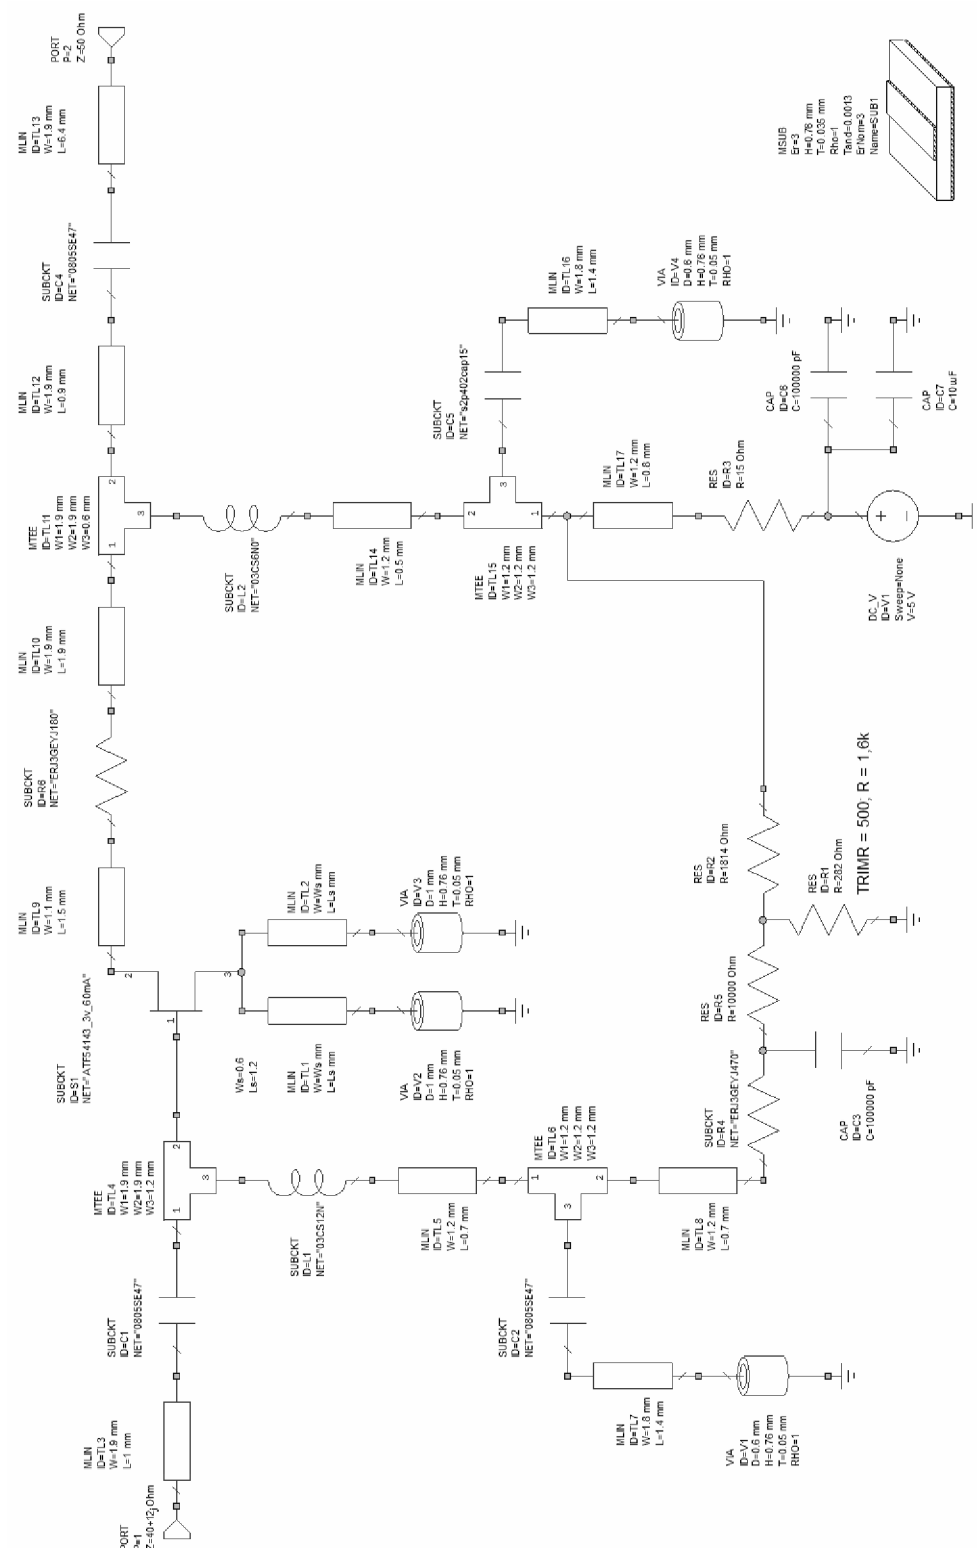 PORT
P=1
Z=40+12j Ohm
MLIN
ID=TL3
W=1.9 mm
L=1 mm
SUBCKT
ID=C1
NET="0805SE47"
MTEE
ID=TL4
W1=1.9 mm
W2=1.9 mm
W3=1.2 mm
1
2
3
SUBCKT
ID=S1
NET="ATF54143_3v_60mA"
1
2
3
MLIN
ID=TL9
W=1.1 mm
L=1.5 mm
SUBCKT
ID=R6
NET="ERJ3GEYJ180"
MLIN
ID=TL10
W=1.9 mm
L=1.9 mm
MTEE
ID=TL11
W1=1.9 mm
W2=1.9 mm
W3=0.6 mm
1
2
3
MLIN
ID=TL12
W=1.9 mm
L=0.9 mm
SUBCKT
ID=C4
NET="0805SE47"
MLIN
ID=TL13
W=1.9 mm
L=6.4 mm
PORT
P=2
Z=50 Ohm
SUBCKT
ID=L1
NET="03CS12N"
Ws=0.6
Ls=1.2
MLIN
ID=TL1
W=Ws mm
L=Ls mm
MLIN
ID=TL2
W=Ws mm
L=Ls mm
VIA
ID=V2
D=1 mm
H=0.76 mm
T=0.05 mm
RHO=1
VIA
ID=V3
D=1 mm
H=0.76 mm
T=0.05 mm
RHO=1
SUBCKT
ID=L2
NET="03CS6N0"
MLIN
ID=TL14
W=1.2 mm
L=0.5 mm
MLIN
ID=TL5
W=1.2 mm
L=0.7 mm
MTEE
ID=TL6
W1=1.2 mm
W2=1.2 mm
W3=1.2 mm
1
2
3
MTEE
ID=TL15
W1=1.2 mm
W2=1.2 mm
W3=1.2 mm
1
2
3
SUBCKT
ID=C5
NET="s2p402cap15"
MLIN
ID=TL16
W=1.8 mm
L=1.4 mm
VIA
ID=V4
D=0.6 mm
H=0.76 mm
T=0.05 mm
RHO=1
SUBCKT
ID=C2
NET="0805SE47"
MLIN
ID=TL7
W=1.8 mm
L=1.4 mm
VIA
ID=V1
D=0.6 mm
H=0.76 mm
T=0.05 mm
RHO=1
MLIN
ID=TL8
W=1.2 mm
L=0.7 mm
SUBCKT
ID=R4
NET="ERJ3GEYJ470"
RES
ID=R5
R=10000 Ohm
RES
ID=R2
R=1814 Ohm
MLIN
ID=TL17
W=1.2 mm
L=0.8 mm
RES
ID=R3
R=15 Ohm
CAP
ID=C6
C=100000 pF
CAP
ID=C7
C=10 uF
CAP
ID=C3
C=100000 pF
RES
ID=R1
R=282 Ohm
TRIMR = 500; R = 1,6k
DC_V
ID=V1
Sweep=None
V=5 V
MSUB
Er=3
H=0.76 mm
T=0.035 mm
Rho=1
Tand=0.0013
ErNom=3
Name=SUB1